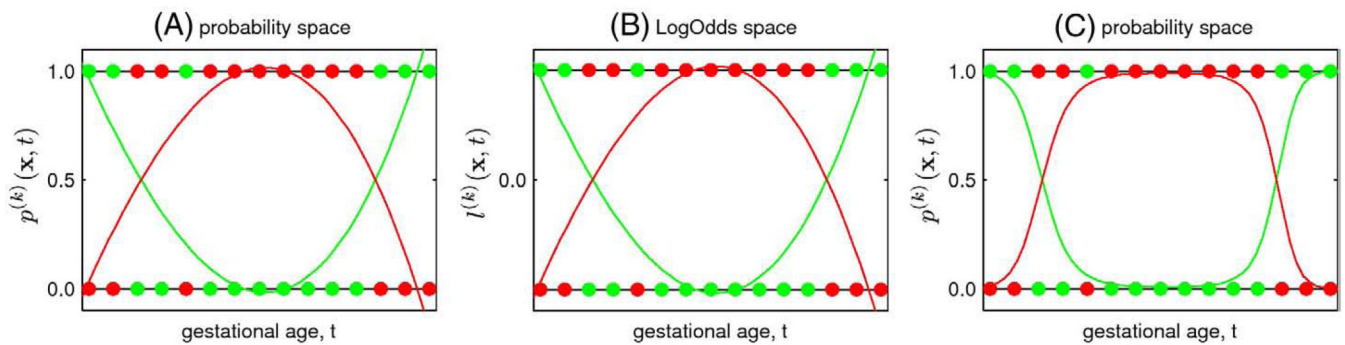 (A) probability space
1.0
0.5
0.0
p^(k)(x, t)
gestational age, t
(B) LogOdds space
0.0
l^(k)(x, t)
gestational age, t
(C) probability space
1.0
0.5
0.0
p^(k)(x, t)
gestational age, t